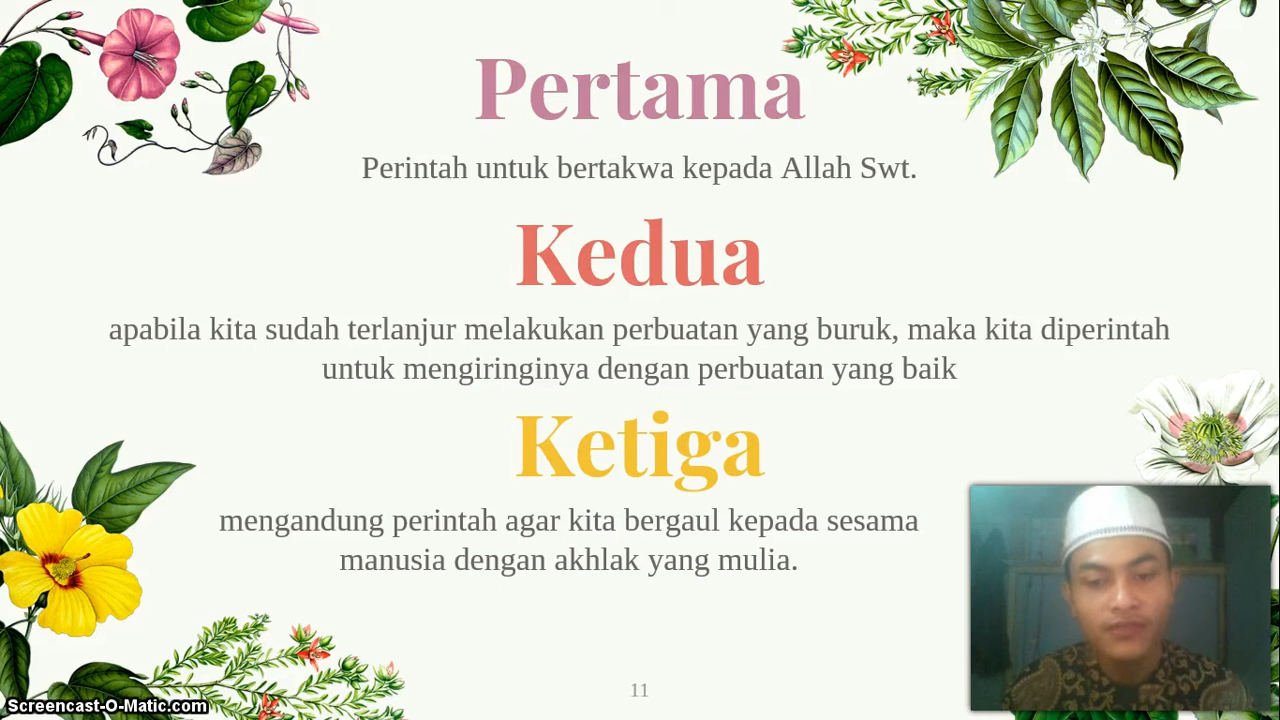 Pertama
Perintah untuk bertakwa kepada Allah Swt.
Kedua
apabila kita sudah terlanjur melakukan perbuatan yang buruk, maka kita diperintah
untuk mengiringinya dengan perbuatan yang baik
Ketiga
mengandung perintah agar kita bergaul kepada sesama
manusia dengan akhlak yang mulia.
11
Screencast-O-Matic.com